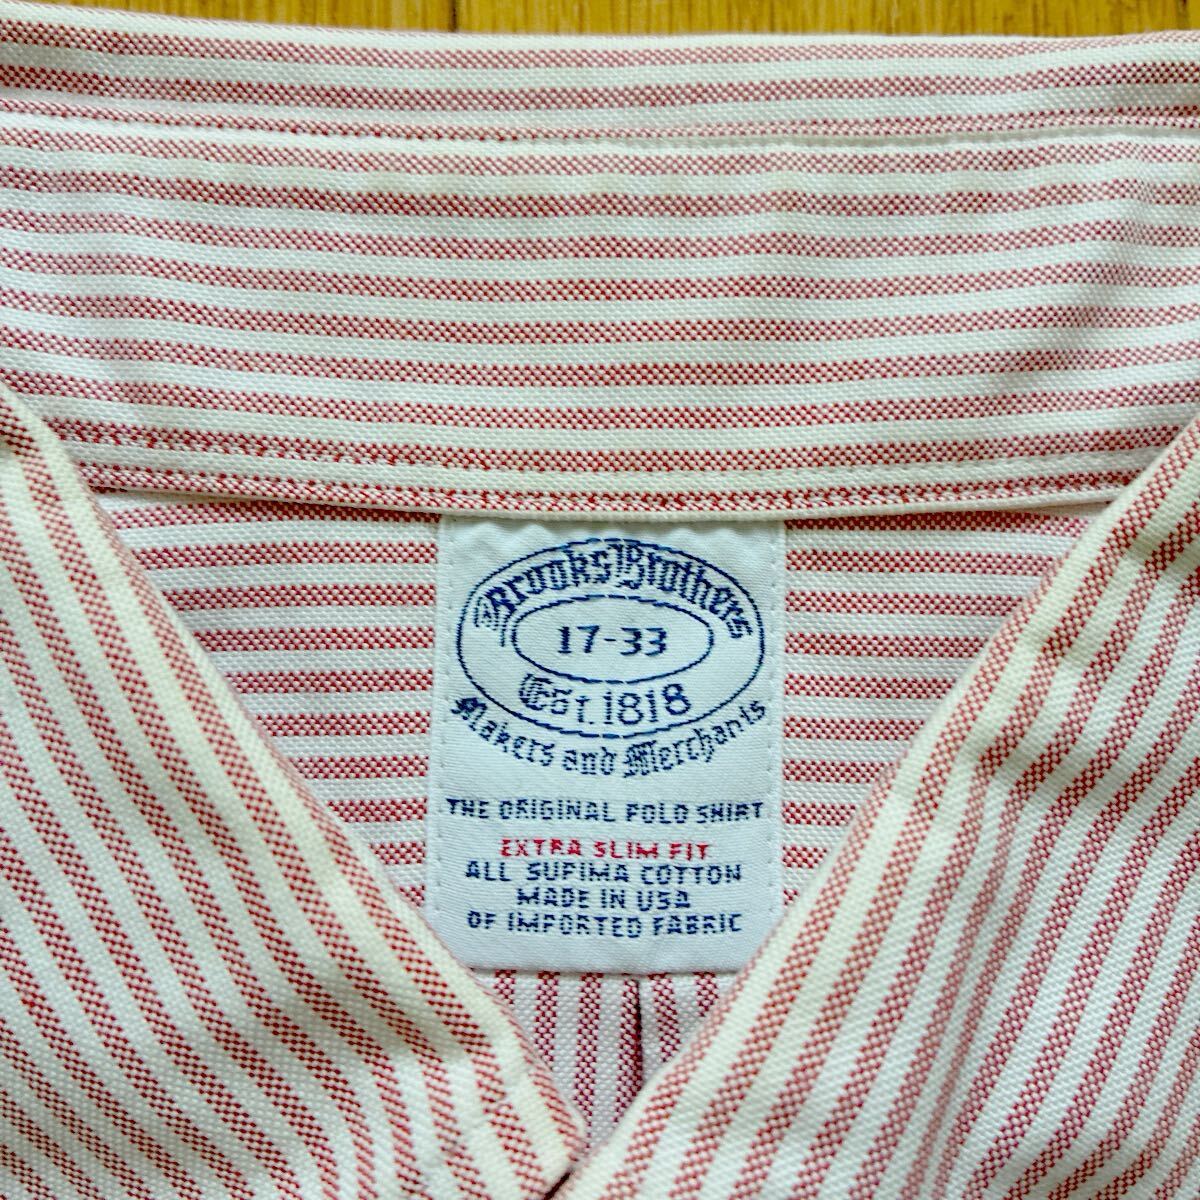 Brooks Brothers
17-33
Est. 1818
Makers and Merchants
THE ORIGINAL POLO SHIRT
EXTRA SLIM FIT
ALL SUPIMA COTTON
MADE IN USA
OF IMPORTED FABRIC